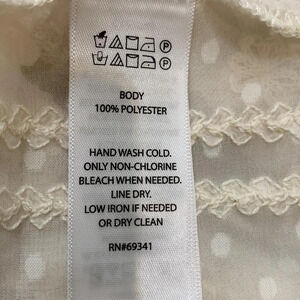 BODY
100% POLYESTER
HAND WASH COLD.
ONLY NON-CHLORINE
BLEACH WHEN NEEDED.
LINE DRY.
LOW IRON IF NEEDED
OR DRY CLEAN
RN#69341